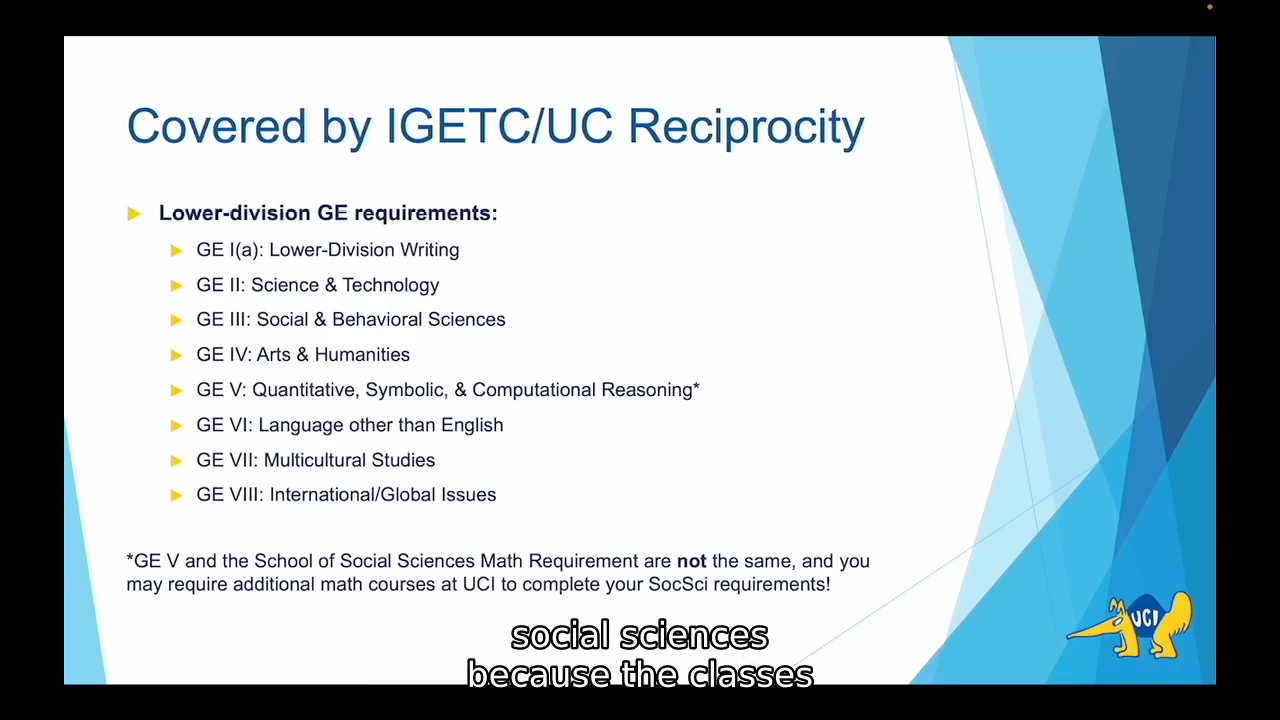 Covered by IGETC/UC Reciprocity
Lower-division GE requirements:
GE I(a): Lower-Division Writing
GE II: Science & Technology
GE III: Social & Behavioral Sciences
GE IV: Arts & Humanities
GE V: Quantitative, Symbolic, & Computational Reasoning*
GE VI: Language other than English
GE VII: Multicultural Studies
GE VIII: International/Global Issues
*GE V and the School of Social Sciences Math Requirement are not the same, and you
may require additional math courses at UCI to complete your SocSci requirements!
UCI
social sciences
because the classes